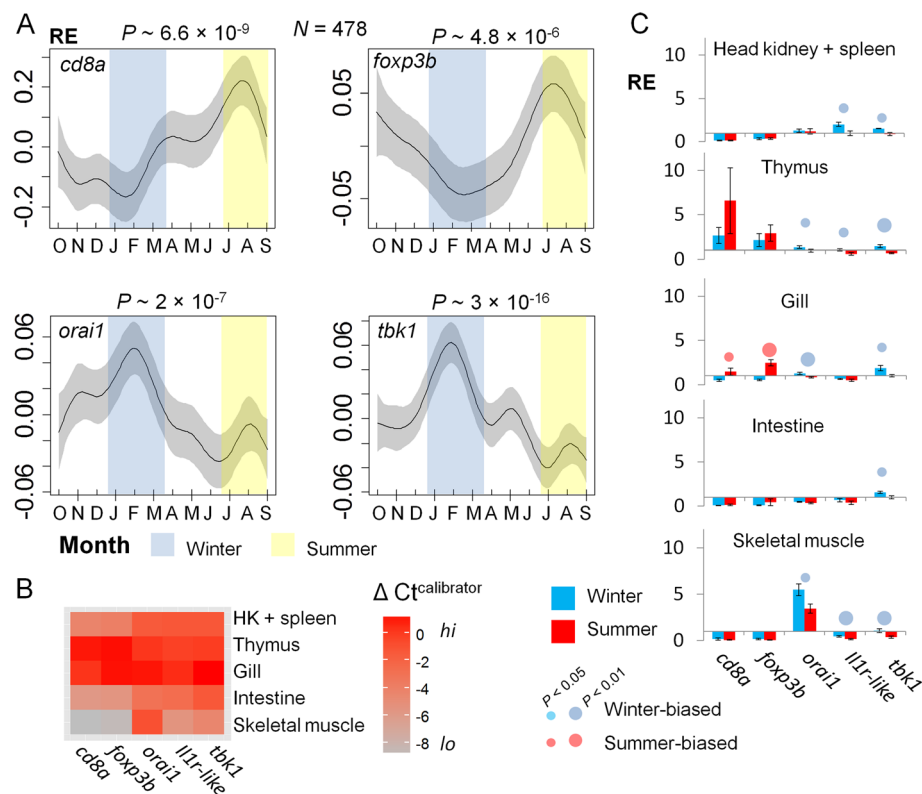 A
RE
P ~ 6.6 × 10-9
N = 478
P ~ 4.8 × 10-6
cd8a
foxp3b
0.2
0.0
-0.2
0.05
-0.05
O N D J F M A M J J A S
O N D J F M A M J J A S
P ~ 2 × 10-7
P ~ 3 × 10-16
orai1
tbk1
0.06
0.00
-0.06
0.06
0.00
-0.06
O N D J F M A M J J A S
O N D J F M A M J J A S
Month
Winter
Summer
B
HK + spleen
Thymus
Gill
Intestine
Skeletal muscle
cd8a
foxp3b
orai1
Il1r-like
tbk1
Δ Ctcalibrator
0
-2
-4
-6
-8
hi
lo
C
RE
Head kidney + spleen
10
5
0
Thymus
10
5
0
Gill
10
5
0
Intestine
10
5
0
Skeletal muscle
10
5
0
cd8a
foxp3b
orai1
Il1r-like
tbk1
Winter
Summer
P < 0.05
P < 0.01
Winter-biased
Summer-biased